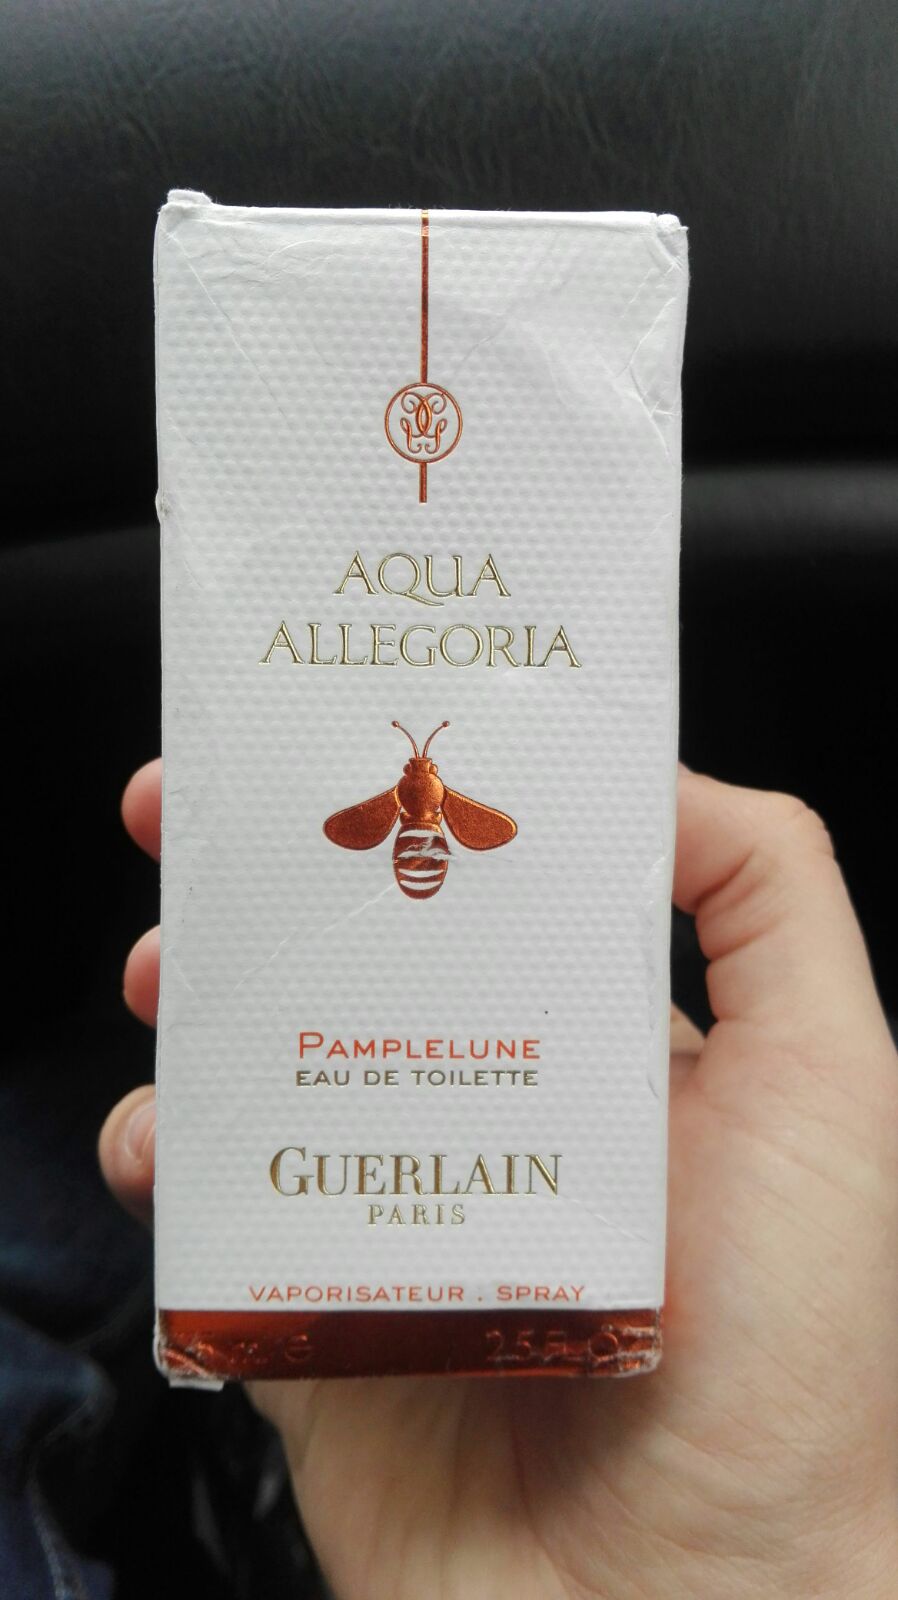 AQUA
ALLEGORIA
PAMPLELUNE
EAU DE TOILETTE
GUERLAIN
PARIS
VAPORISATEUR . SPRAY